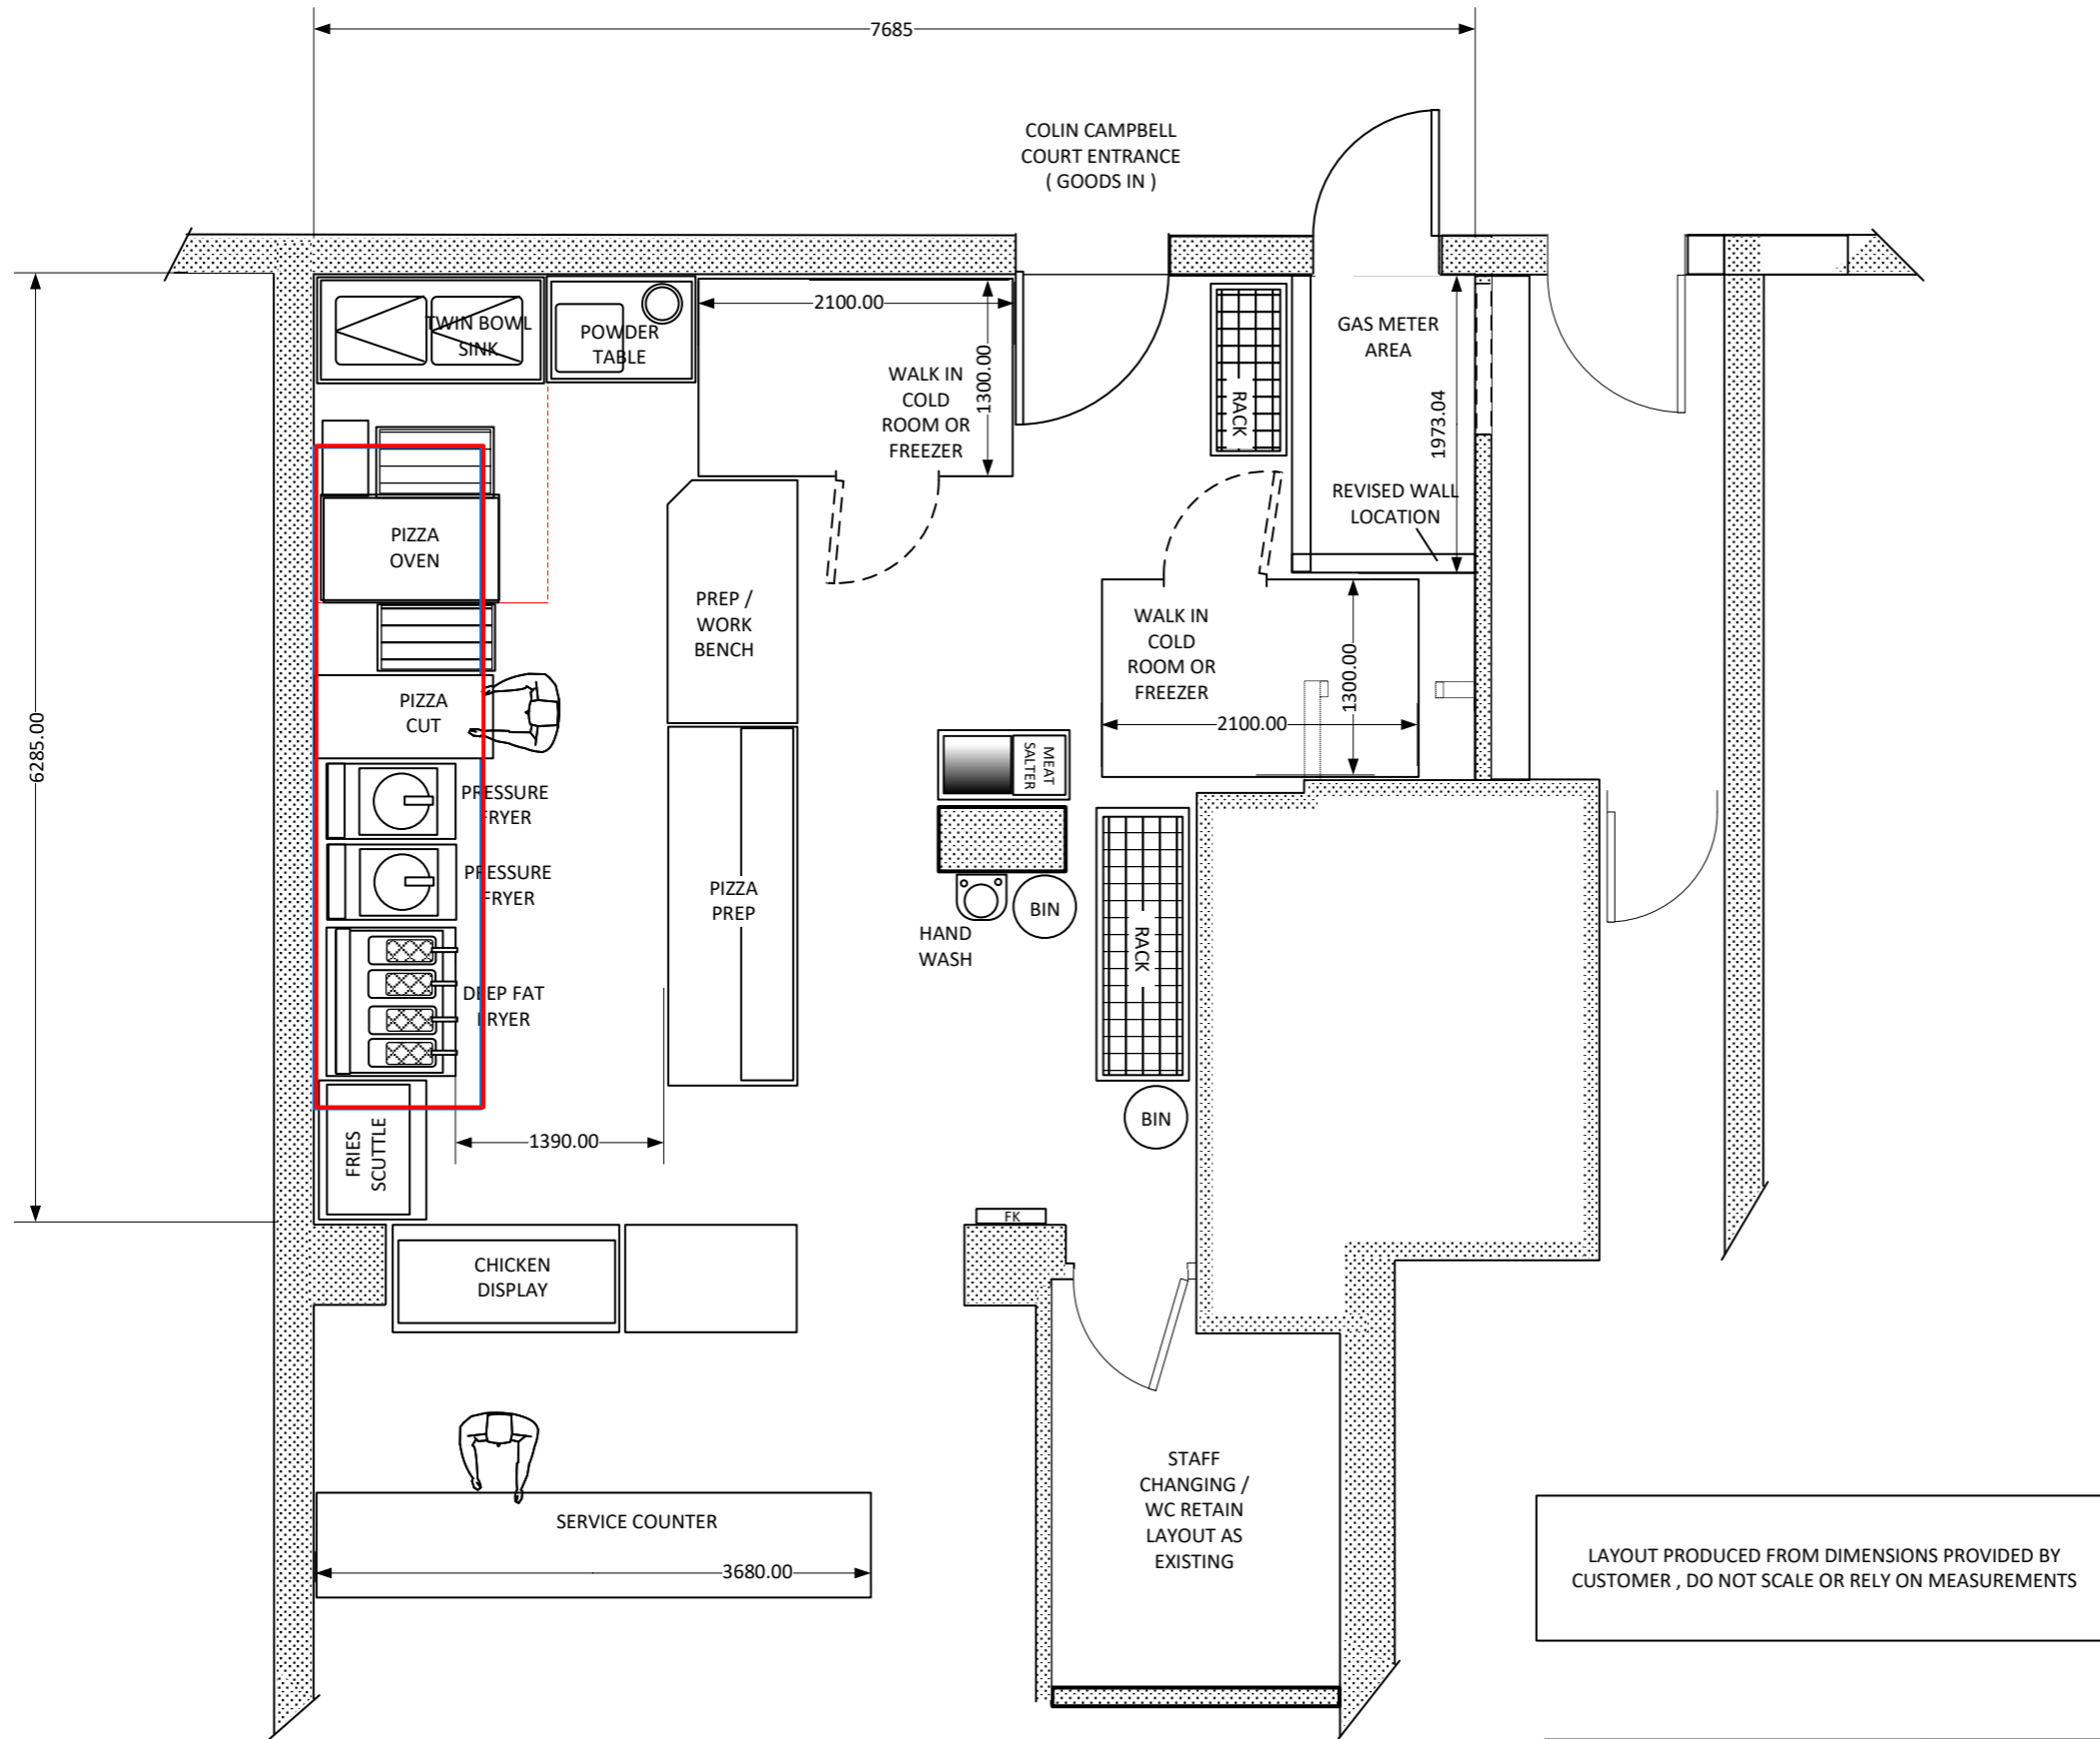 7685
COLIN CAMPBELL
COURT ENTRANCE
( GOODS IN )
TWIN BOWL
SINK
POWDER
TABLE
2100.00
1300.00
WALK IN
COLD
ROOM OR
FREEZER
RACK
GAS METER
AREA
1973.04
REVISED WALL
LOCATION
PIZZA
OVEN
PREP /
WORK
BENCH
WALK IN
COLD
ROOM OR
FREEZER
1300.00
2100.00
PIZZA
CUT
6285.00
MEAT
SALTER
PRESSURE
FRYER
PRESSURE
FRYER
PIZZA
PREP
BIN
HAND
WASH
RACK
DEEP FAT
FRYER
BIN
FRIES
SCUTTLE
1390.00
FK
CHICKEN
DISPLAY
STAFF
CHANGING /
WC RETAIN
LAYOUT AS
EXISTING
SERVICE COUNTER
3680.00
LAYOUT PRODUCED FROM DIMENSIONS PROVIDED BY
CUSTOMER , DO NOT SCALE OR RELY ON MEASUREMENTS